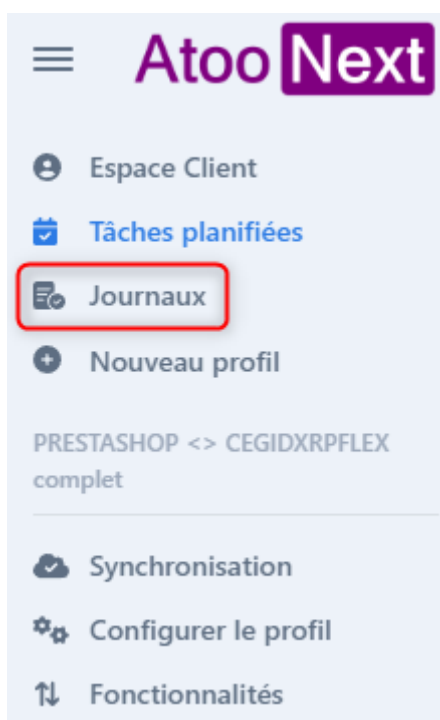 Atoo Next
Espace Client
Tâches planifiées
Journaux
Nouveau profil
PRESTASHOP <> CEGIDXRPFLEX
complet
Synchronisation
Configurer le profil
Fonctionnalités